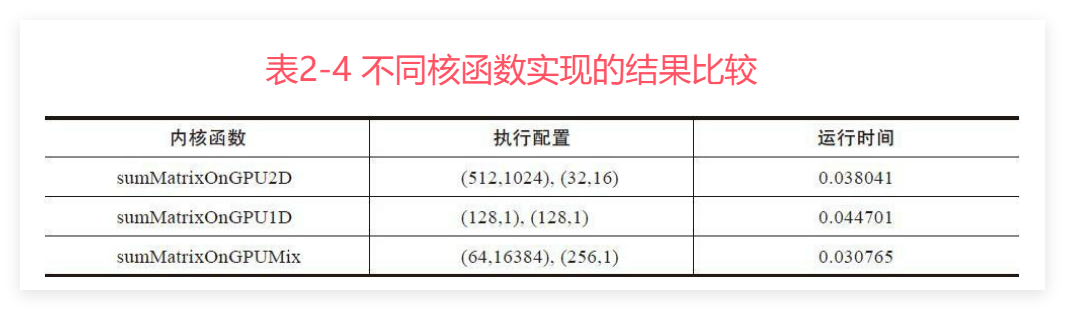 表2-4 不同核函数实现的结果比较
内核函数 执行配置 运行时间
sumMatrixOnGPU2D (512,1024), (32,16) 0.038041
sumMatrixOnGPU1D (128,1), (128,1) 0.044701
sumMatrixOnGPUMix (64,16384), (256,1) 0.030765